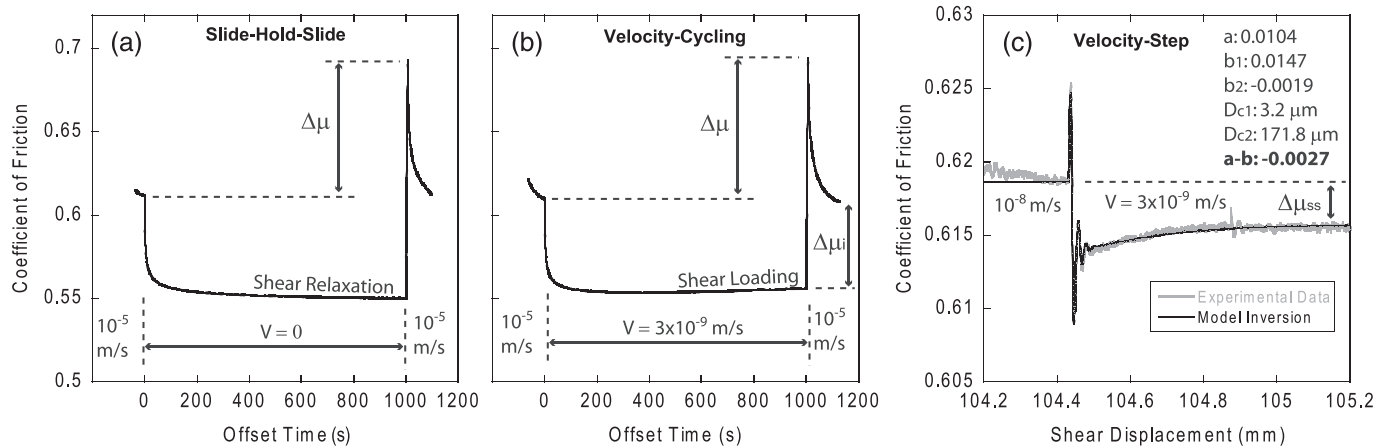 (a)
Slide-Hold-Slide
Coefficient of Friction
0.7
0.65
0.6
0.55
0.5
Δμ
Shear Relaxation
10⁻⁵
m/s
V = 0
10⁻⁵
m/s
0 200 400 600 800 1000 1200
Offset Time (s)
(b)
Velocity-Cycling
Δμ
Δμi
Shear Loading
10⁻⁵
m/s
V = 3x10⁻⁹ m/s
10⁻⁵
m/s
0 200 400 600 800 1000 1200
Offset Time (s)
(c)
Velocity-Step
Coefficient of Friction
0.63
0.625
0.62
0.615
0.61
0.605
a: 0.0104
b1: 0.0147
b2: -0.0019
Dc1: 3.2 μm
Dc2: 171.8 μm
a-b: -0.0027
10⁻⁸ m/s
V = 3x10⁻⁹ m/s
Δμss
Experimental Data
Model Inversion
104.2 104.4 104.6 104.8 105 105.2
Shear Displacement (mm)